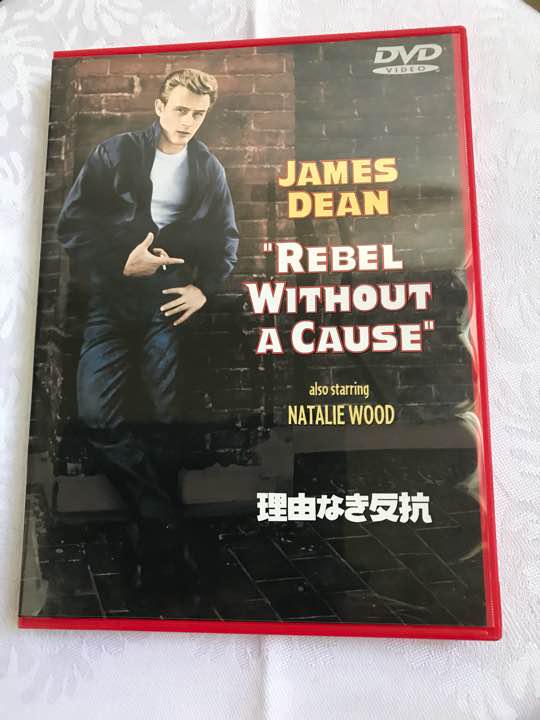 DVD
VIDEO
JAMES
DEAN
"REBEL
WITHOUT
A CAUSE"
also starring
NATALIE WOOD
理由なき反抗